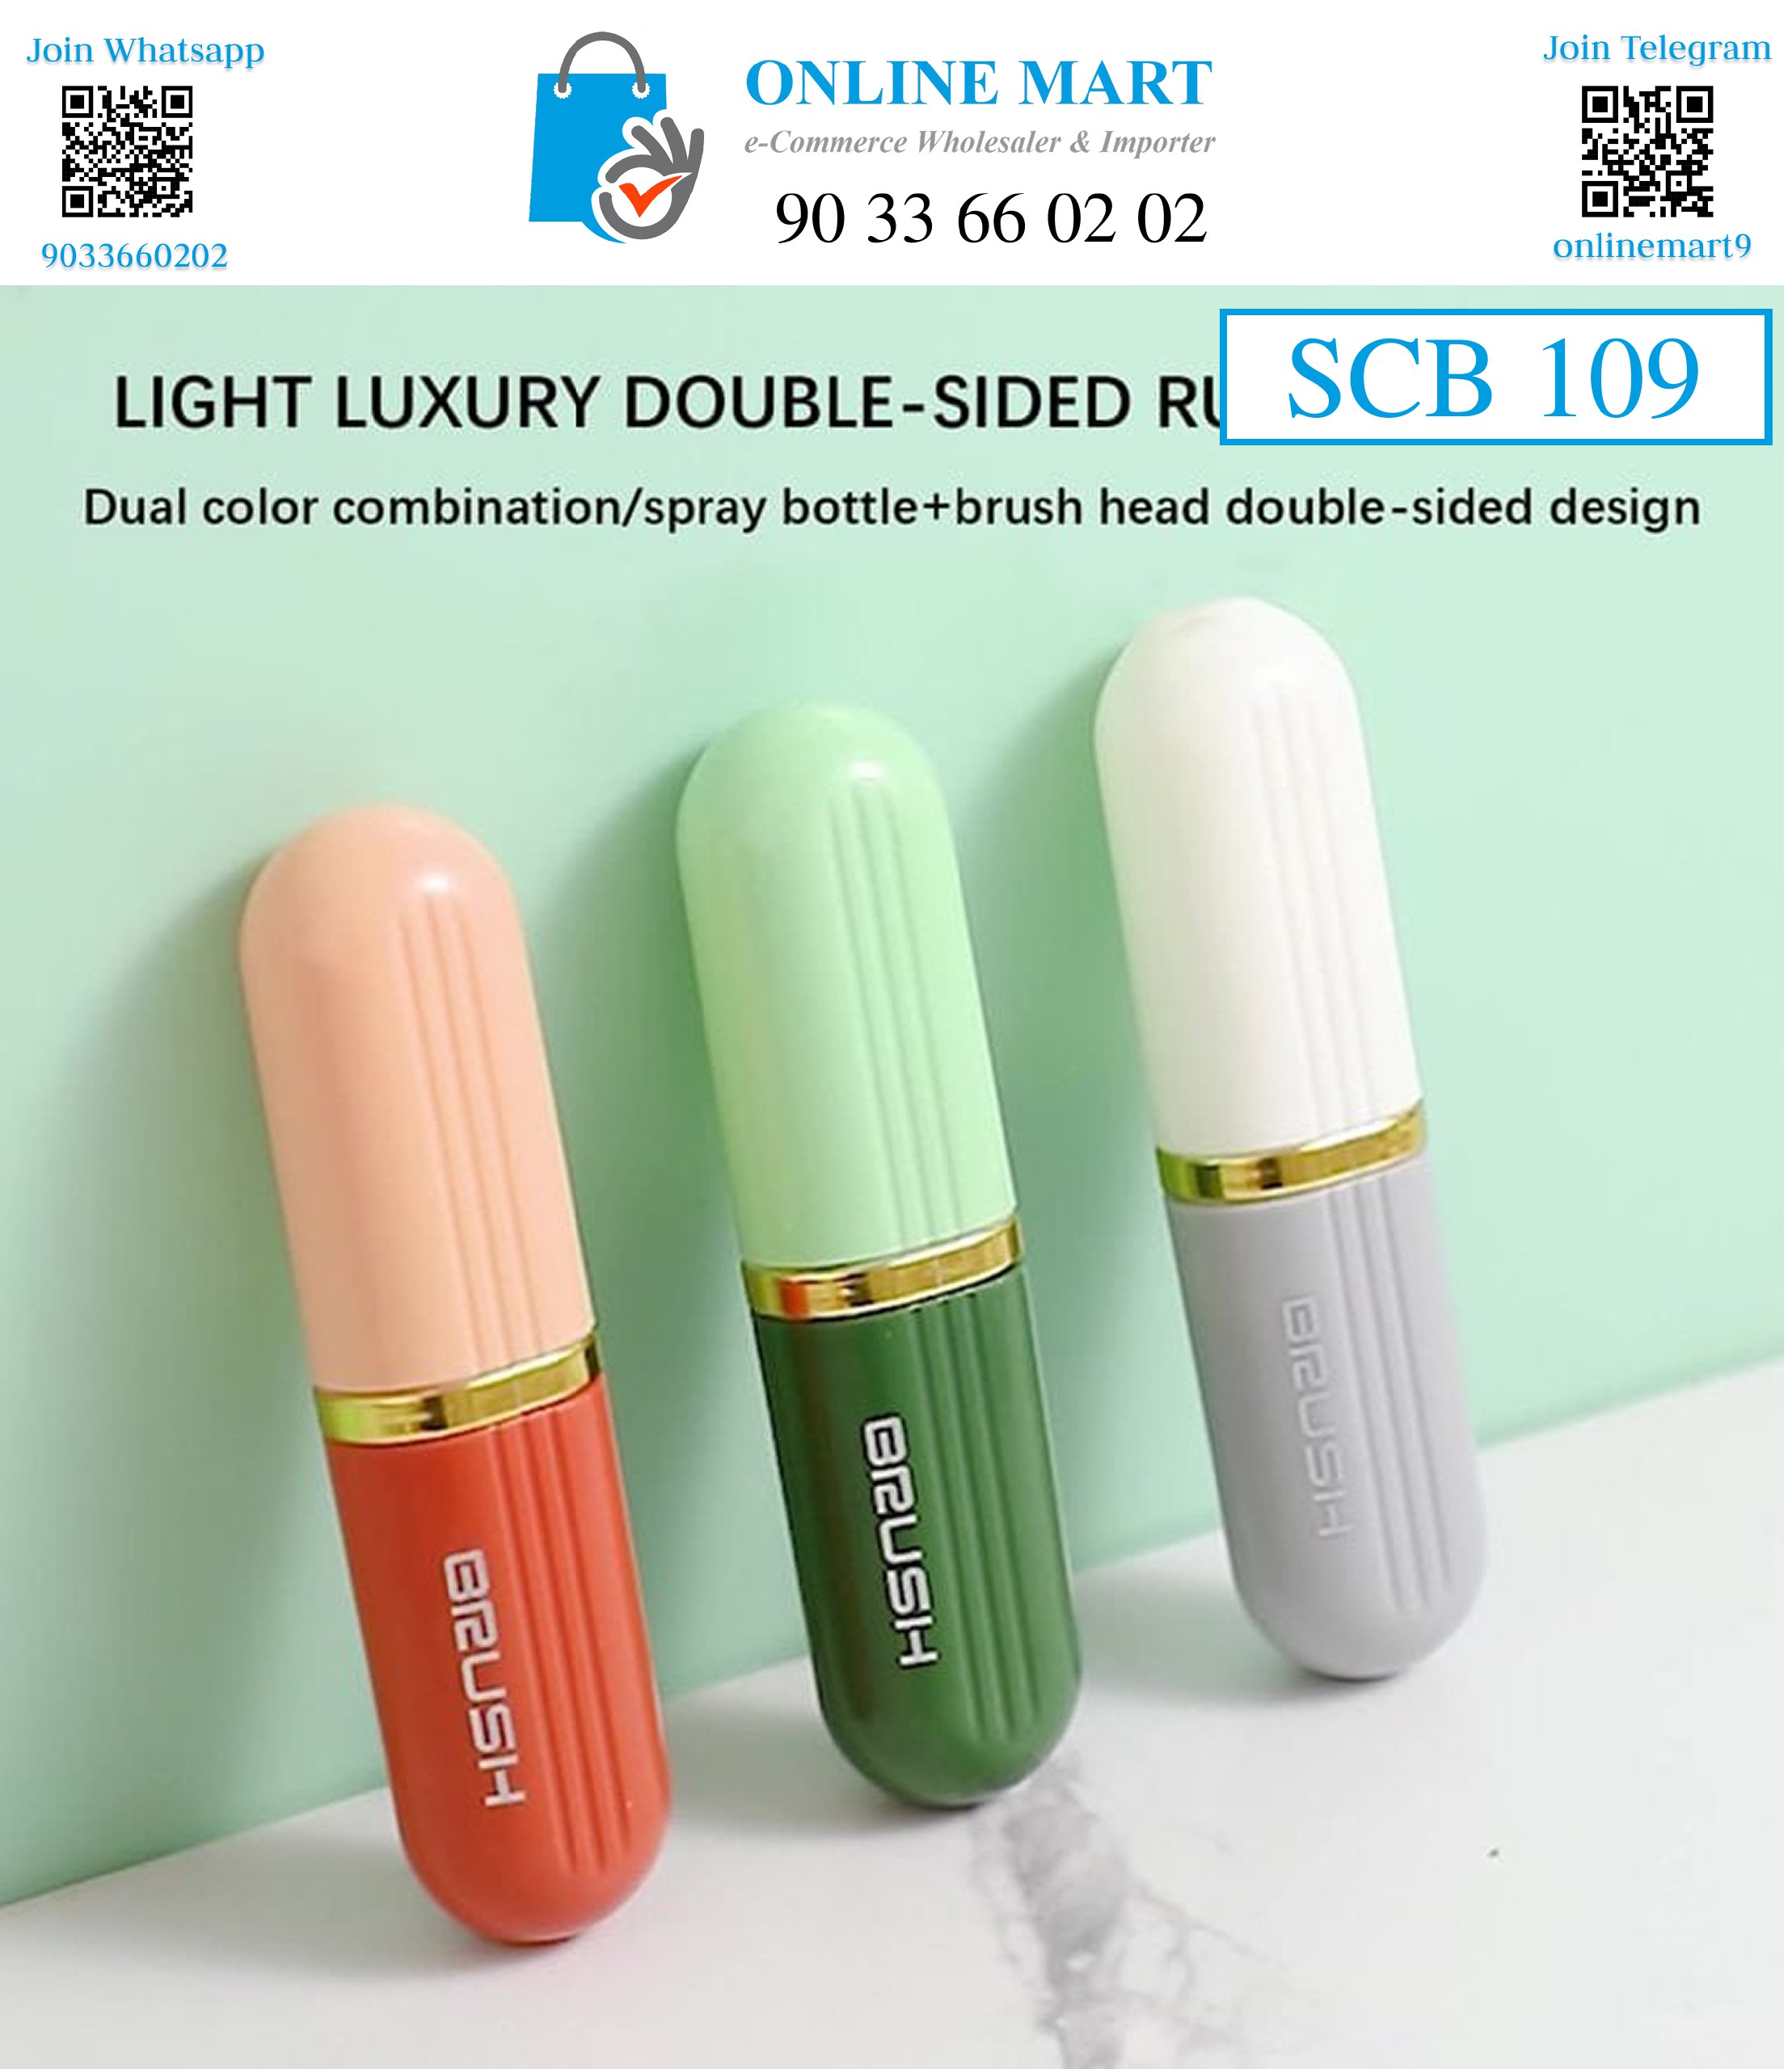 Join Whatsapp
9033660202
ONLINE MART
e-Commerce Wholesaler & Importer
90 33 66 02 02
Join Telegram
onlinemart9
SCB 109
LIGHT LUXURY DOUBLE-SIDED
Dual color combination/spray bottle+brush head double-sided design
BRUSH
BRUSH
BRUSH